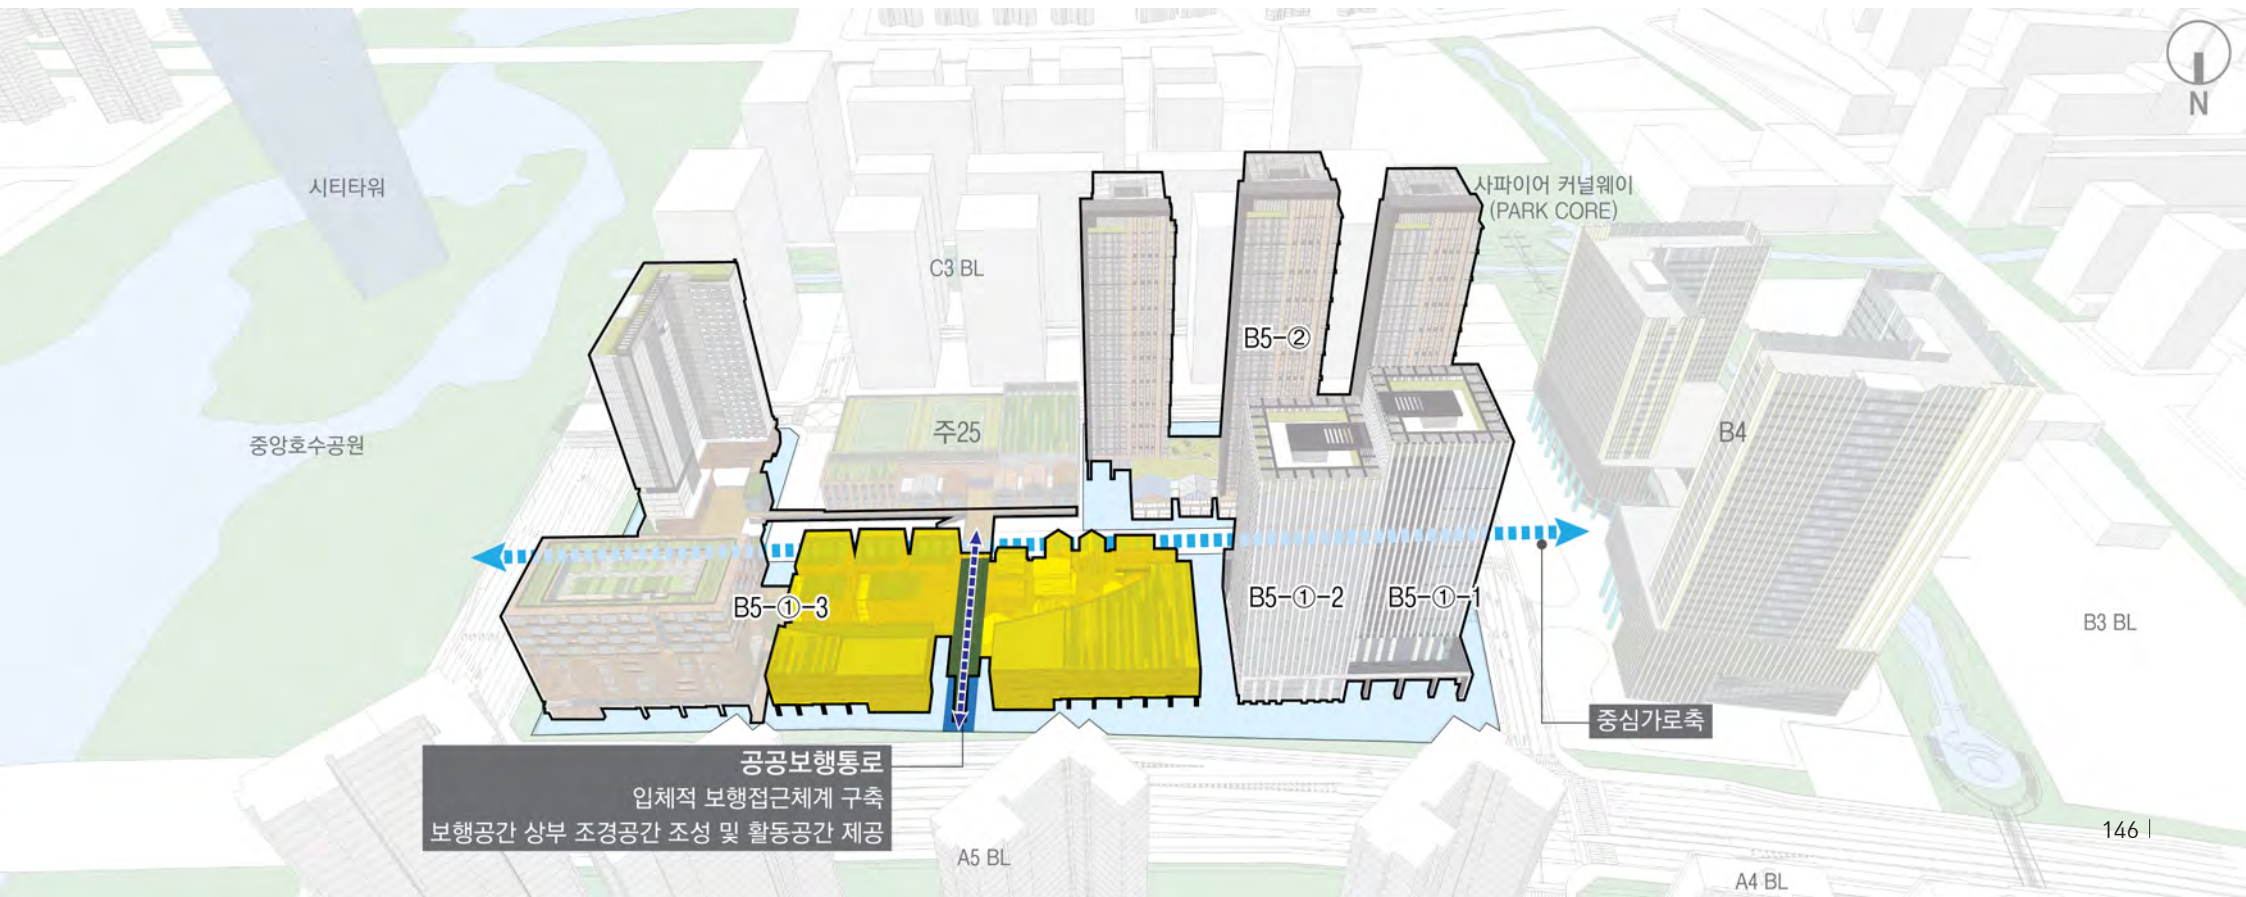 N
시티타워
사파이어 커널웨이
(PARK CORE)
C3 BL
B5-②
주25
B4
중앙호수공원
B5-①-3
B5-①-2
B5-①-1
B3 BL
중심가로축
공공보행통로
입체적 보행접근체계 구축
보행공간 상부 조경공간 조성 및 활동공간 제공
146
A5 BL
A4 BL